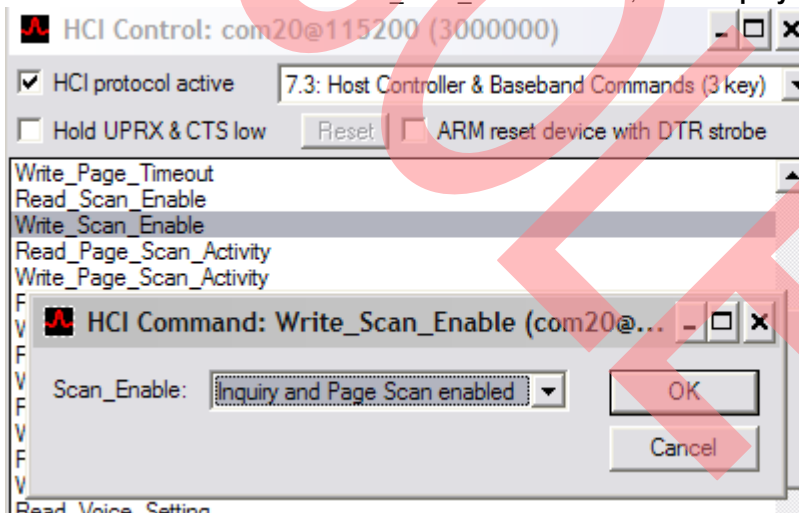 HCI Control: com20@115200 (3000000)
HCI protocol active
7.3: Host Controller & Baseband Commands (3 key)
Hold UPRX & CTS low
Reset
ARM reset device with DTR strobe
Write_Page_Timeout
Read_Scan_Enable
Write_Scan_Enable
Read_Page_Scan_Activity
Write_Page_Scan_Activity
HCI Command: Write_Scan_Enable (com20@...
Scan_Enable:
Inquiry and Page Scan enabled
OK
Cancel
Read_Voice_Setting